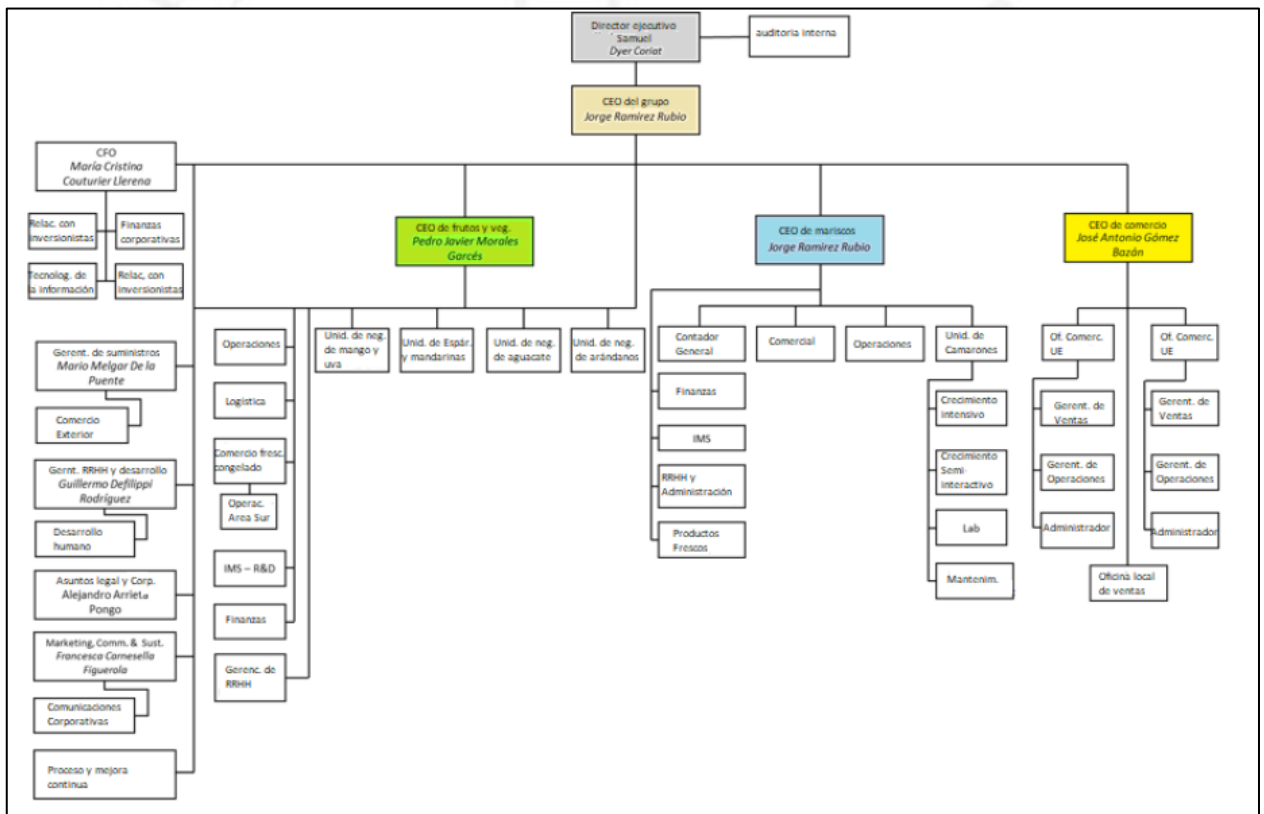 Director ejecutivo
Samuel
Dyer Coriat
auditoria interna
CEO del grupo
Jorge Ramirez Rubio
CFO
María Cristina
Couturier Llerena
Relac. con
inversionistas
Finanzas
corporativas
Tecnolog. de
la información
Relac, con
Inversionistas
CEO de frutos y veg.
Pedro Javier Morales
Garcés
CEO de mariscos
Jorge Ramirez Rubio
CEO de comercio
José Antonio Gómez
Bazán
Gerent. de suministros
Mario Melgar De la
Puente
Comercio
Exterior
Gernt. RRHH y desarrollo
Guillermo Defilippi
Rodríguez
Desarrollo
humano
Asuntos legal y Corp.
Alejandro Arrieta
Pongo
Marketing, Comm. & Sust.
Francesca Carnesella
Figuerola
Comunicaciones
Corporativas
Proceso y mejora
continua
Operaciones
Logística
Comercio fresc.
congelado
Operac.
Area Sur
IMS – R&D
Finanzas
Gerenc. de
RRHH
Unid. de neg.
de mango y
uva
Unid. de Espár.
y mandarinas
Unid. de neg.
de aguacate
Unid. de neg.
de arándanos
Contador
General
Finanzas
IMS
RRHH y
Administración
Productos
Frescos
Comercial
Operaciones
Unid. de
Camarones
Crecimiento
Intensivo
Crecimiento
Semi-
interactivo
Lab
Mantenim.
Of. Comerc.
UE
Gerent. de
Ventas
Gerent. de
Operaciones
Administrador
Of. Comerc.
UE
Gerent. de
Ventas
Gerent. de
Operaciones
Administrador
Oficina local
de ventas